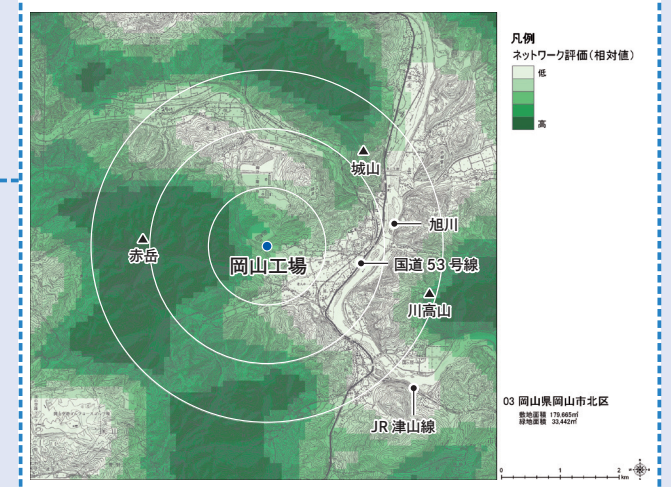 凡例
ネットワーク評価(相対値)
低
高
城山
旭川
赤岳
岡山工場
国道 53 号線
川高山
JR 津山線
03 岡山県岡山市北区
敷地面積 179,665㎡
緑地面積 33,442㎡
0 1 2
km